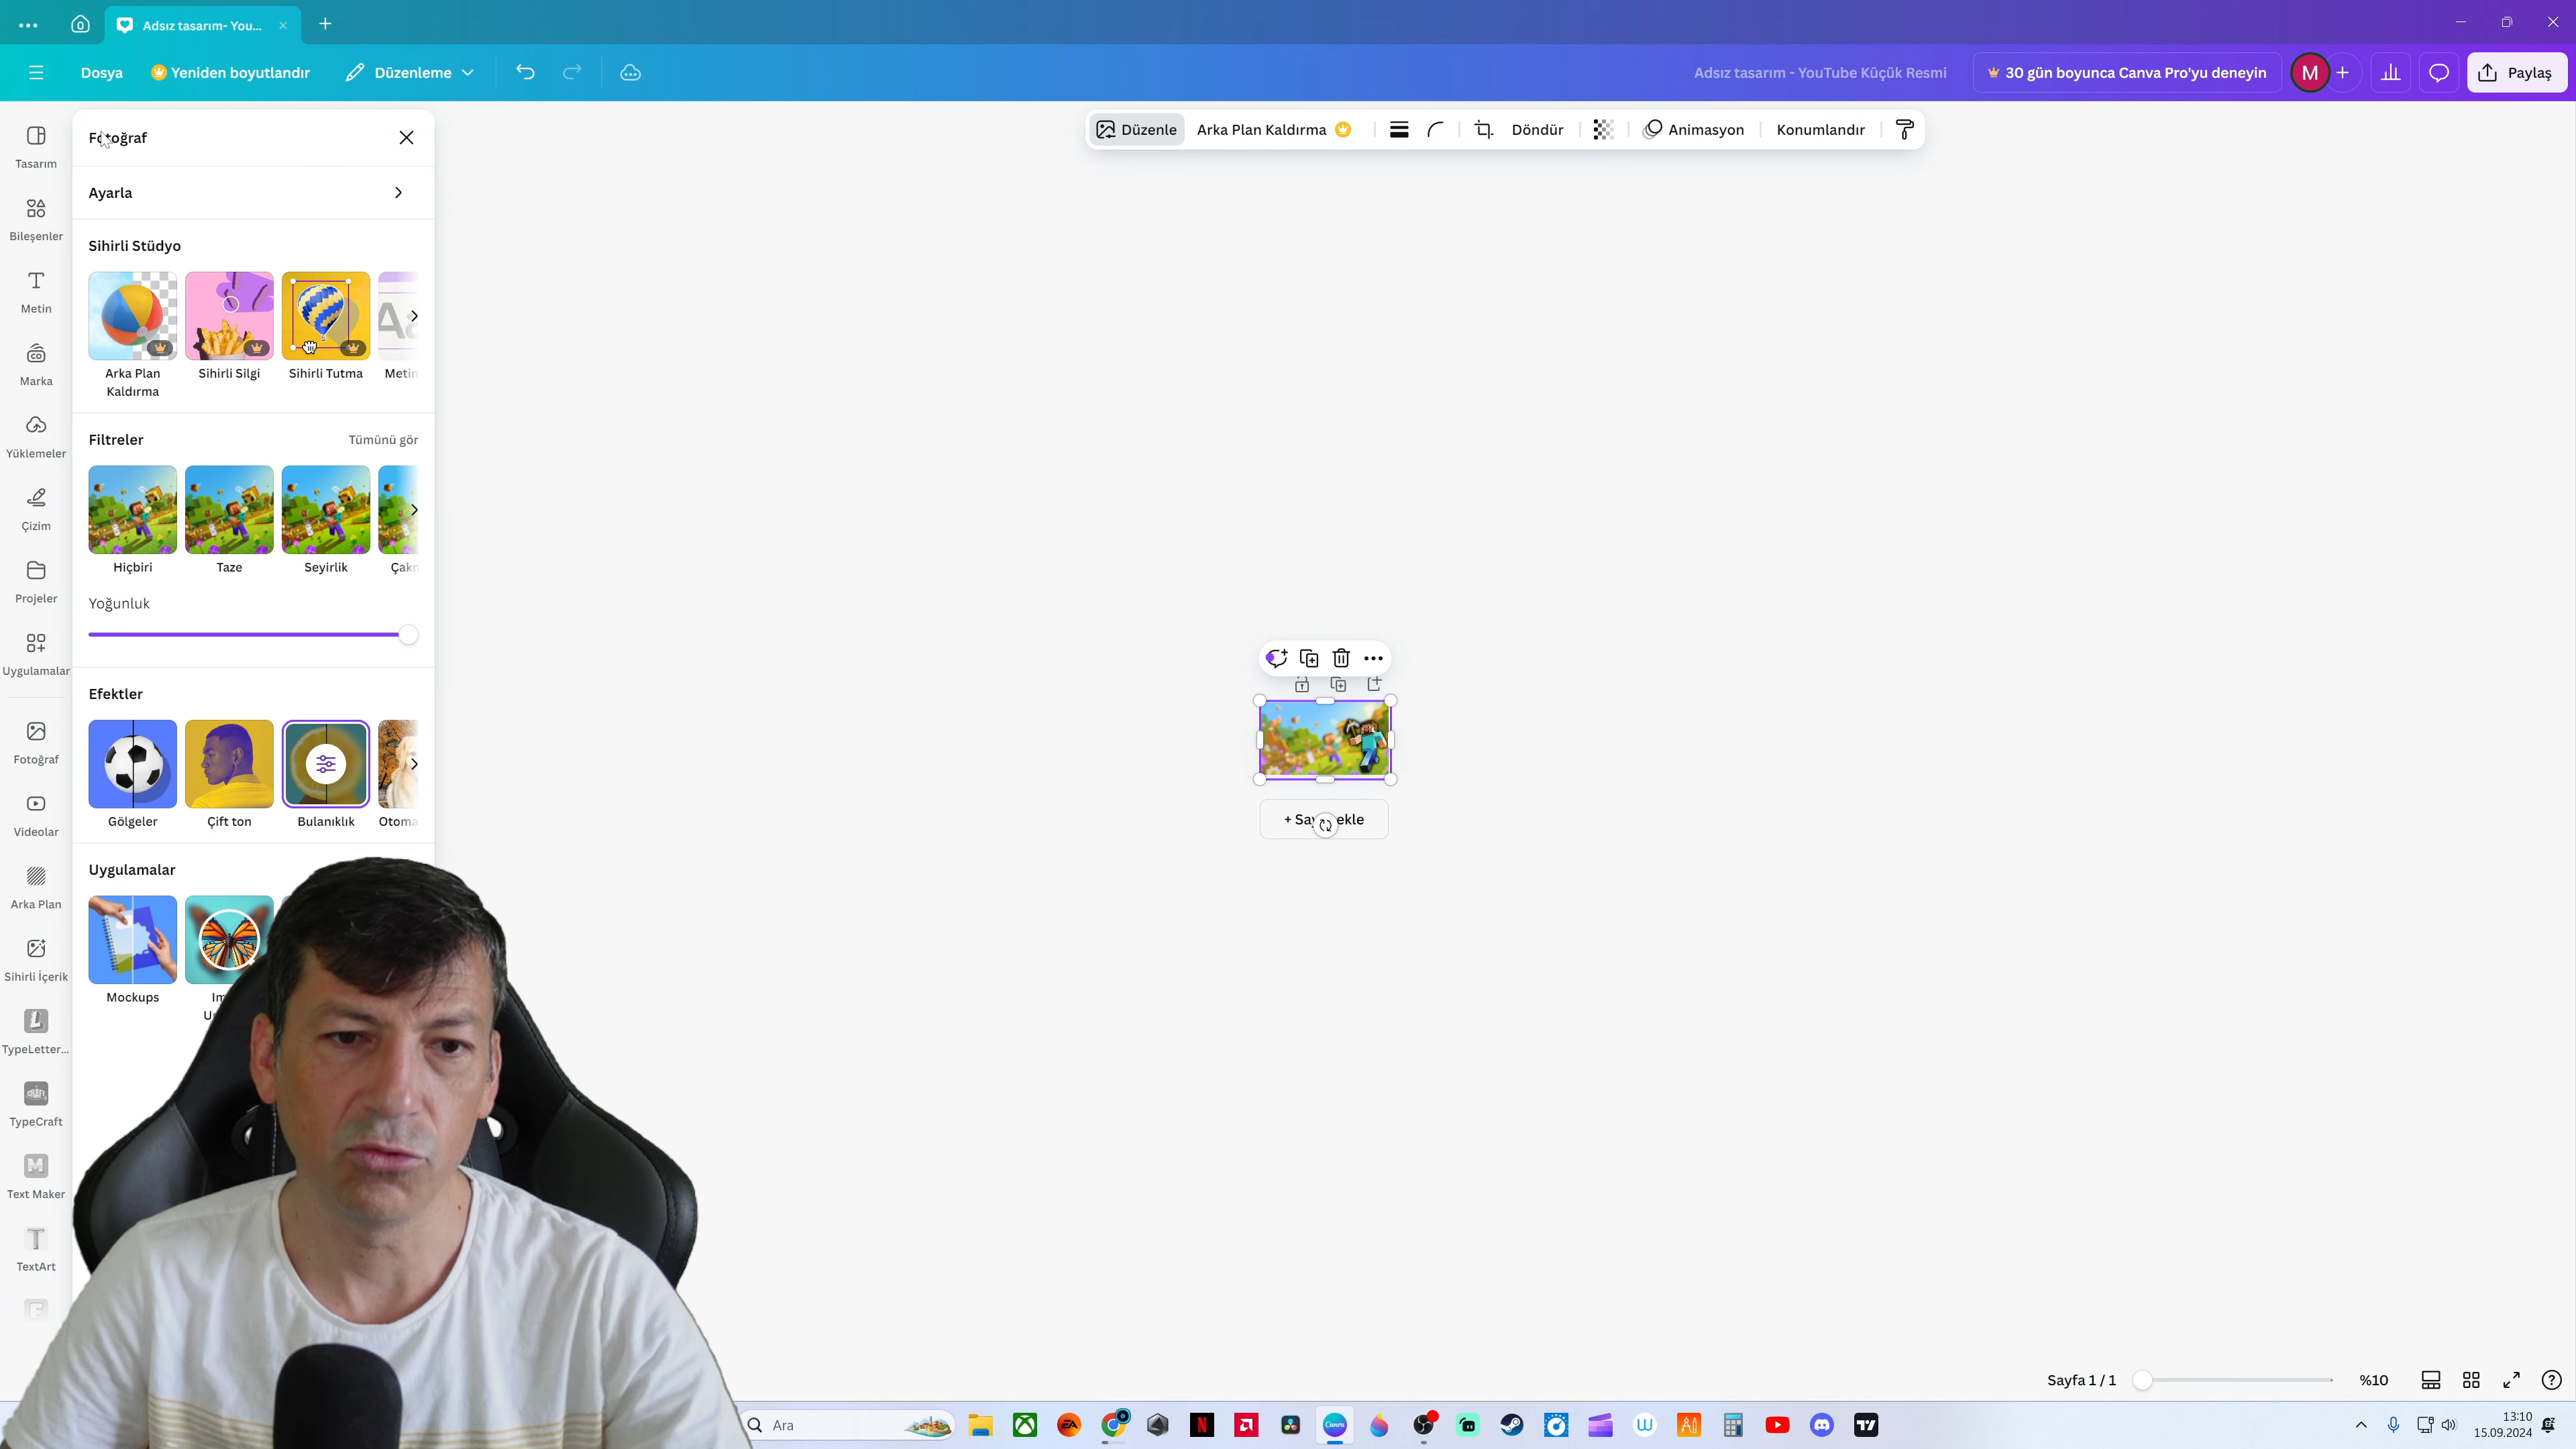 Adsız tasarım- You...
Dosya
Yeniden boyutlandır
Düzenleme
Adsız tasarım - YouTube Küçük Resmi
30 gün boyunca Canva Pro'yu deneyin
M
Paylaş
Tasarım
Bileşenler
Metin
Marka
Yüklemeler
Çizim
Projeler
Uygulamalar
Fotoğraf
Videolar
Arka Plan
Sihirli İçerik
TypeLetter...
TypeCraft
Text Maker
TextArt
Fotoğraf
Ayarla
Sihirli Stüdyo
Arka Plan
Kaldırma
Sihirli Silgi
Sihirli Tutma
Metin
Filtreler
Tümünü gör
Hiçbiri
Taze
Seyirlik
Yoğunluk
Efektler
Gölgeler
Çift ton
Bulanıklık
Otoma
Uygulamalar
Mockups
Düzenle
Arka Plan Kaldırma
Döndür
Animasyon
Konumlandır
+ Say ekle
Sayfa 1 / 1
%10
Ara
13:10
15.09.2024